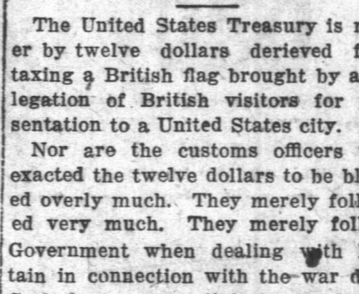 The United States Treasury is
er by twelve dollars derieved
taxing a British flag brought by a
legation of British visitors for
sentation to a United States city.
Nor are the customs officers
exacted the twelve dollars to be
ed overly much. They merely
ed very much. They merely
Government when dealing with
tain in connection with the war